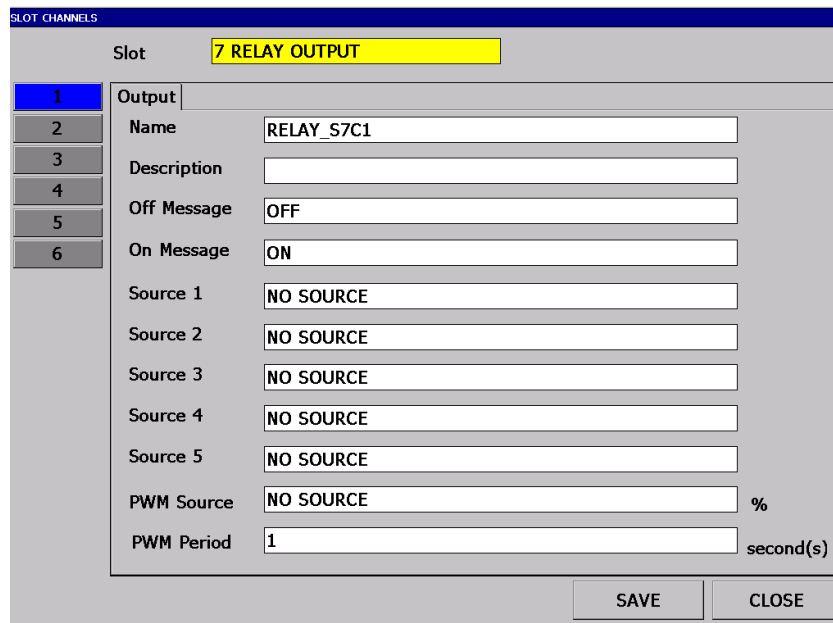 SLOT CHANNELS
Slot 7 RELAY OUTPUT
1
2
3
4
5
6
Output
Name RELAY_S7C1
Description
Off Message OFF
On Message ON
Source 1 NO SOURCE
Source 2 NO SOURCE
Source 3 NO SOURCE
Source 4 NO SOURCE
Source 5 NO SOURCE
PWM Source NO SOURCE %
PWM Period 1 second(s)
SAVE CLOSE